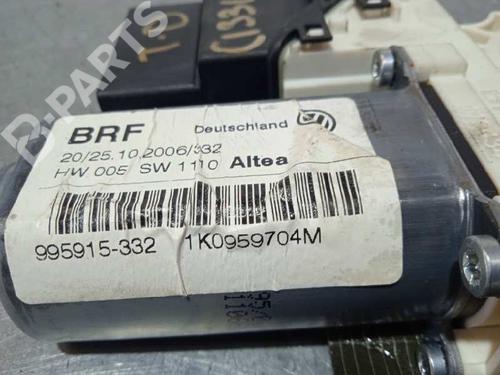 B-PARTS
BRF Deutschland
20/25.10.2006/332
HW 005 SW 1110 Altea
995915-332 1K0959704M